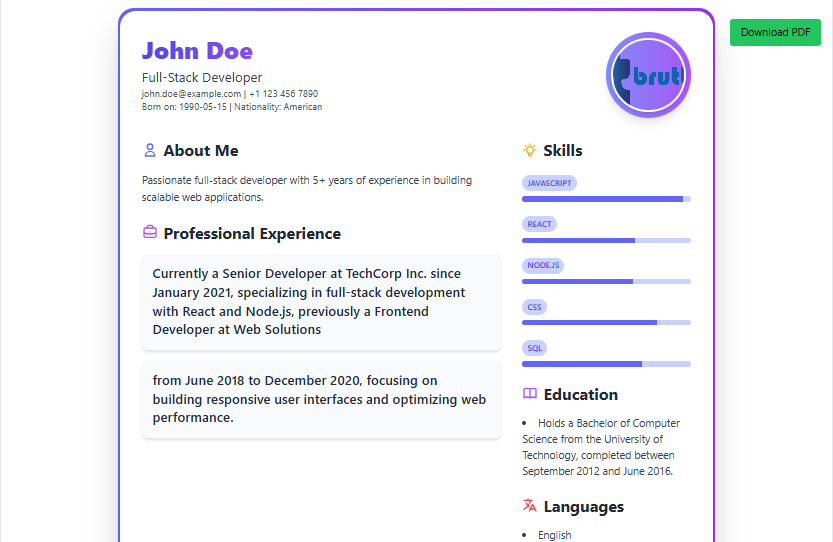 John Doe
Download PDF
Full-Stack Developer
john.doe@example.com | +1 123 456 7890
Born on: 1990-05-15 | Nationality: American
About Me
Passionate full-stack developer with 5+ years of experience in building
scalable web applications.
Professional Experience
Currently a Senior Developer at TechCorp Inc. since
January 2021, specializing in full-stack development
with React and Node.js, previously a Frontend
Developer at Web Solutions
from June 2018 to December 2020, focusing on
building responsive user interfaces and optimizing web
performance.
Skills
JAVASCRIPT
REACT
NODE.JS
CSS
SQL
Education
• Holds a Bachelor of Computer
Science from the University of
Technology, completed between
September 2012 and June 2016.
Languages
• English